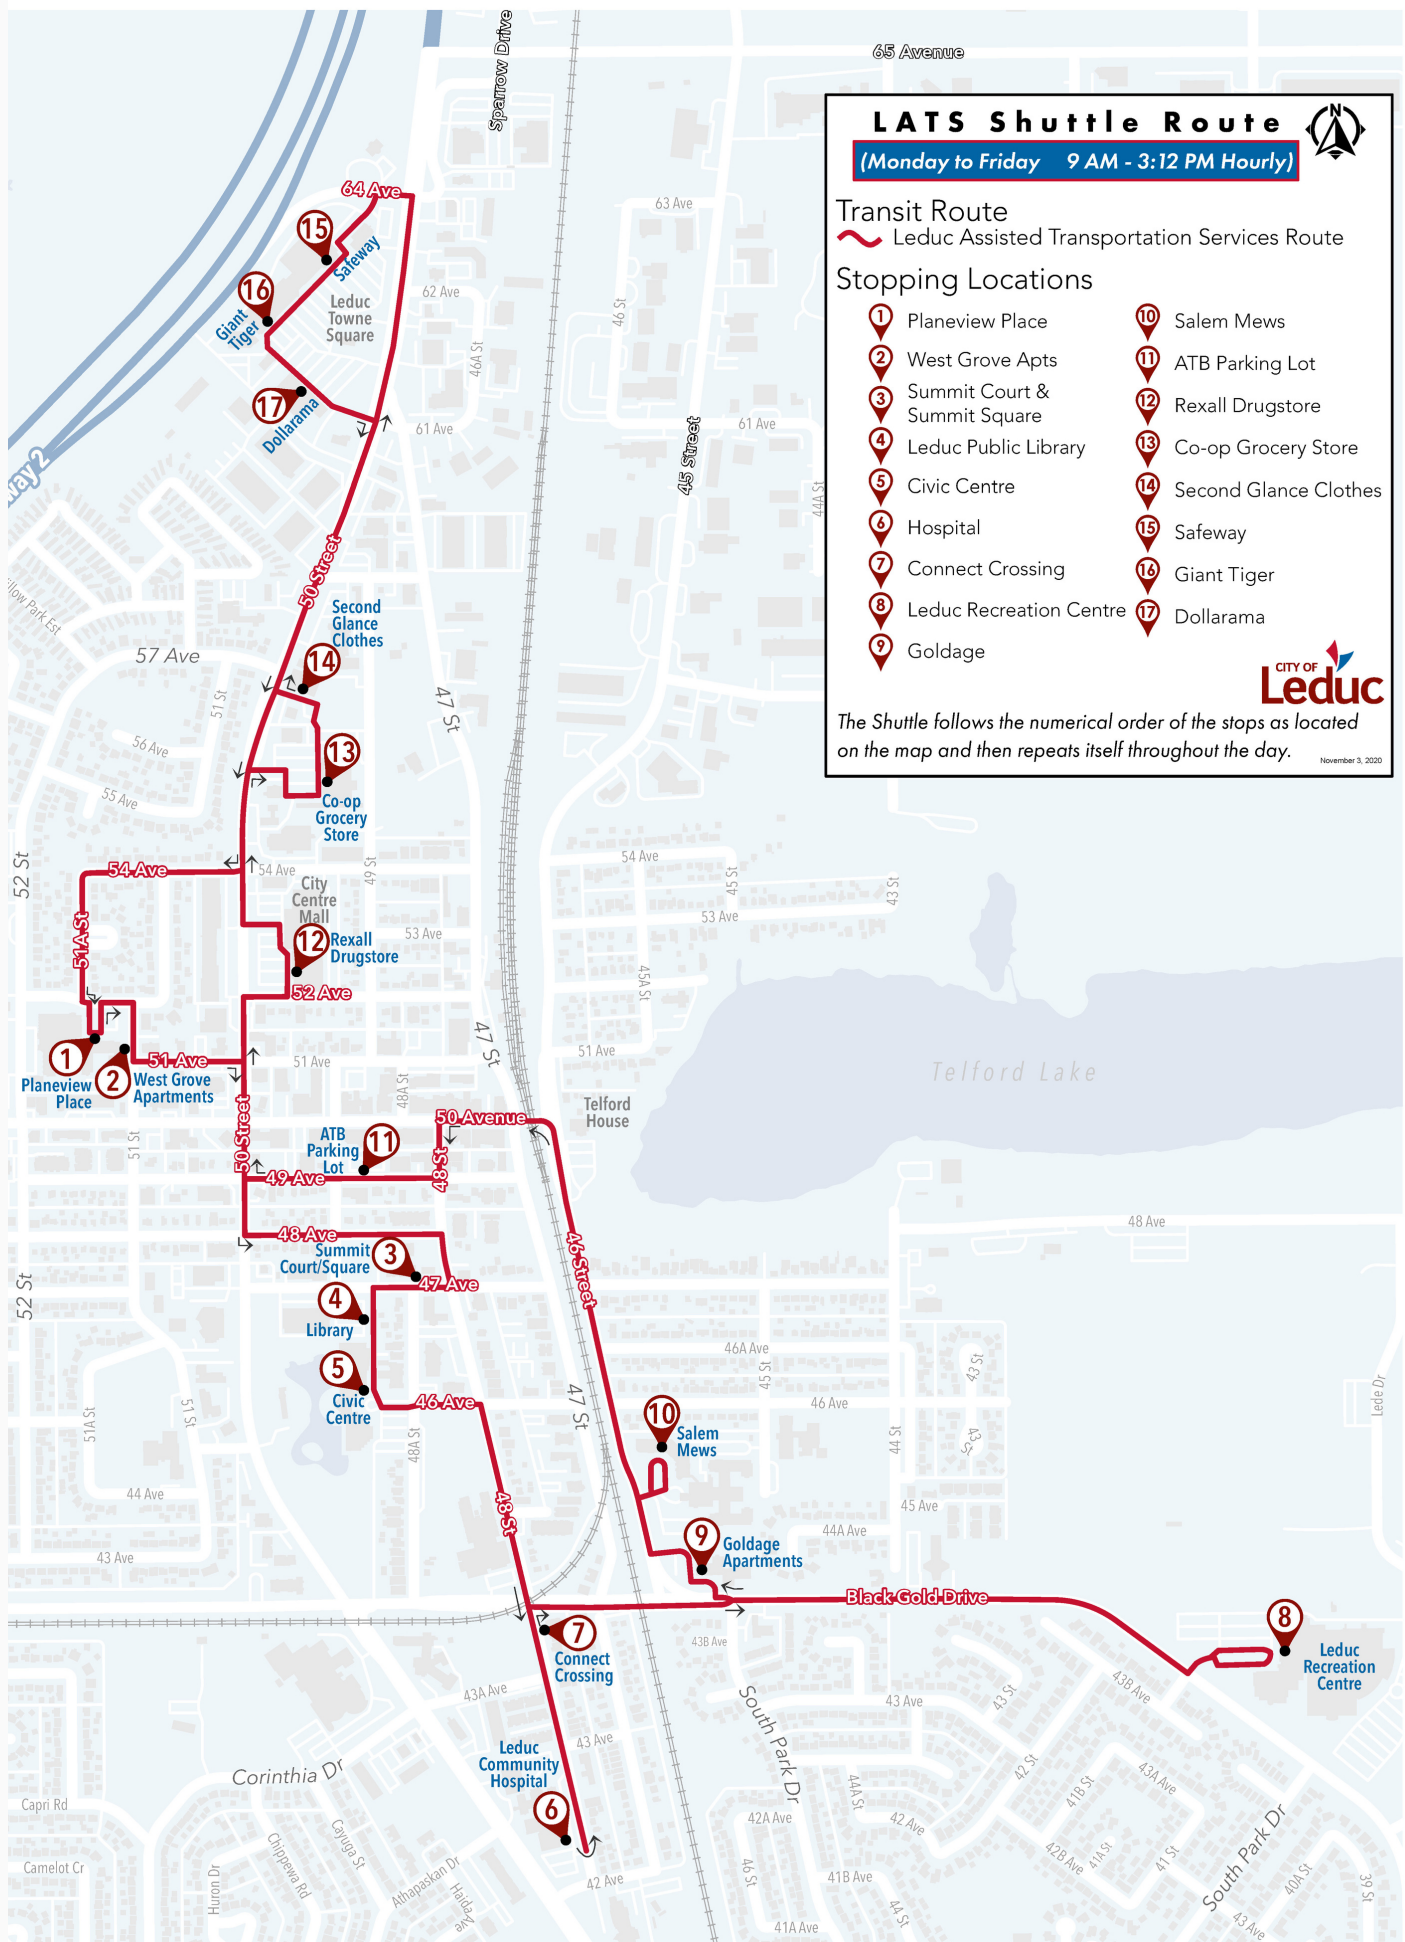 65 Avenue
Sparrow Drive
LATS Shuttle Route
N
(Monday to Friday 9 AM - 3:12 PM Hourly)
Transit Route
Leduc Assisted Transportation Services Route
Stopping Locations
1 Planeview Place
2 West Grove Apts
3 Summit Court &
Summit Square
4 Leduc Public Library
5 Civic Centre
6 Hospital
7 Connect Crossing
8 Leduc Recreation Centre
9 Goldage
10 Salem Mews
11 ATB Parking Lot
12 Rexall Drugstore
13 Co-op Grocery Store
14 Second Glance Clothes
15 Safeway
16 Giant Tiger
17 Dollarama
CITY OF
Leduc
The Shuttle follows the numerical order of the stops as located
on the map and then repeats itself throughout the day.
November 3, 2020
64 Ave
15
Safeway
16
Giant
Tiger
Leduc
Towne
Square
17
Dollarama
62 Ave
46A St
61 Ave
63 Ave
46 St
45 Street
61 Ave
44A St
way 2
50 Street
Second
Glance
Clothes
14
57 Ave
51 St
47 St
56 Ave
55 Ave
13
Co-op
Grocery
Store
52 St
54 Ave
54 Ave
49 St
City
Centre
Mall
54 Ave
45 St
43 St
53 Ave
51A St
12
Rexall
Drugstore
53 Ave
52 Ave
45A St
47 St
51 Ave
1
Planeview
Place
2
West Grove
Apartments
51 Ave
51 Ave
48A St
Telford Lake
Telford
House
50 Avenue
50 Street
51 St
ATB
Parking
Lot
11
48 St
49 Ave
48 Ave
48 Ave
Summit
Court/Square
3
47 Ave
46 Street
52 St
4
Library
5
Civic
Centre
46 Ave
46A Ave
45 St
43 St
46 Ave
47 St
Lede Dr
51A St
51 St
48A St
10
Salem
Mews
44 St
43 St
44 Ave
48 St
45 Ave
44A Ave
43 Ave
9
Goldage
Apartments
Black Gold Drive
7
Connect
Crossing
43B Ave
8
Leduc
Recreation
Centre
43A Ave
43 Ave
43 St
43B Ave
South Park Dr
43 Ave
Leduc
Community
Hospital
6
Corinthia Dr
Capri Rd
Cayuga St
Chippewa Rd
Camelot Cr
Huron Dr
Athapaskan Dr
Haida Ave
42 Ave
42A Ave
44A St
42 Ave
42 St
41B St
43A Ave
46 St
41B Ave
42B Ave
41A St
41 St
South Park Dr
40A St
39 St
44 St
41A Ave
43 Ave